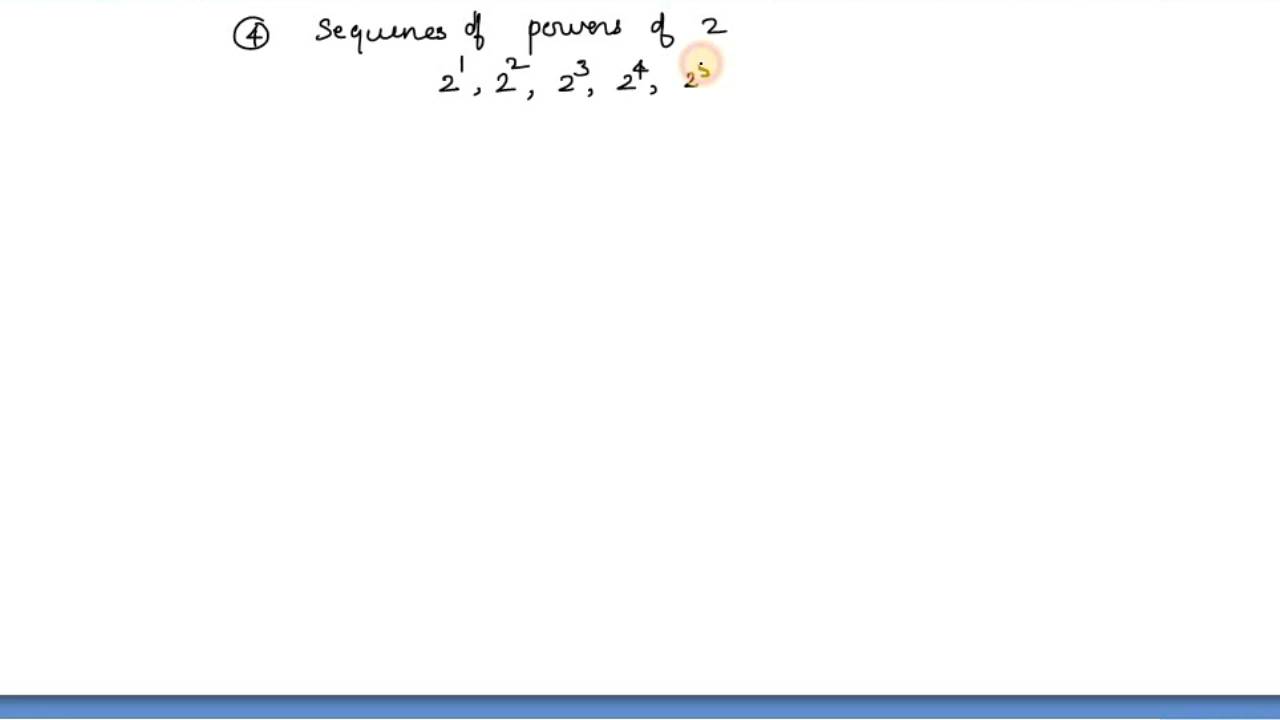 ④ Sequenes of powers of 2
2¹, 2², 2³, 2⁴, 2⁵